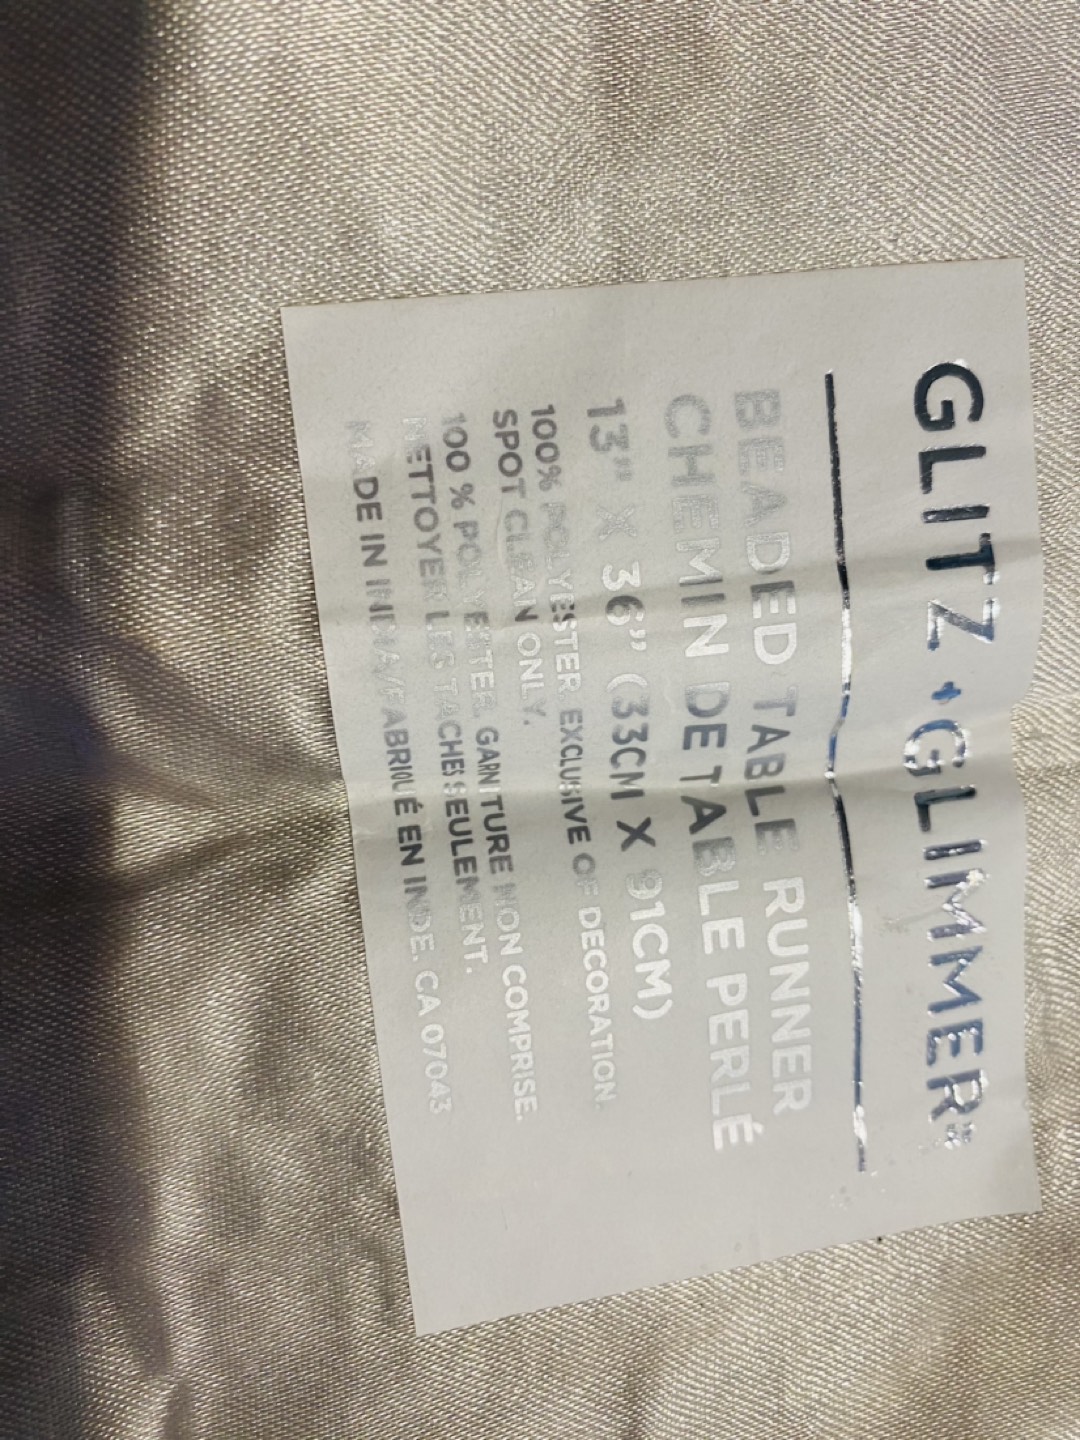 GLITZ + GLIMMER
BEADED TABLE RUNNER
CHEMIN DE TABLE PERLÉ
13" X 36" (33CM X 91CM)
100% POLYESTER EXCLUSIVE OF DECORATION.
SPOT CLEAN ONLY.
100 % POLYESTER GARNITURE NON COMPRISE.
NETTOYER LES TACHES SEULEMENT.
MADE IN INDIA/FABRIQUÉ EN INDE. CA 07043